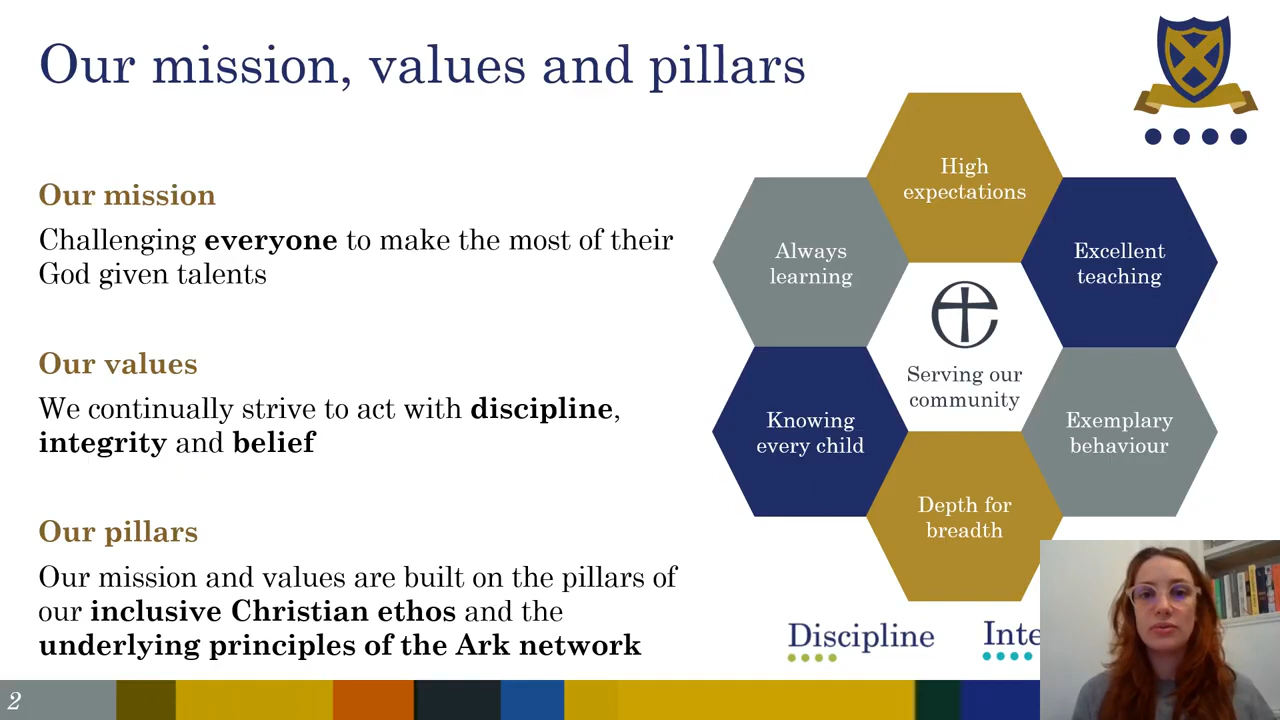 Our mission, values and pillars
Our mission
Challenging everyone to make the most of their
God given talents
Our values
We continually strive to act with discipline,
integrity and belief
Our pillars
Our mission and values are built on the pillars of
our inclusive Christian ethos and the
underlying principles of the Ark network
High
expectations
Always
learning
Excellent
teaching
Serving our
community
Knowing
every child
Exemplary
behaviour
Depth for
breadth
Discipline
Inte
2